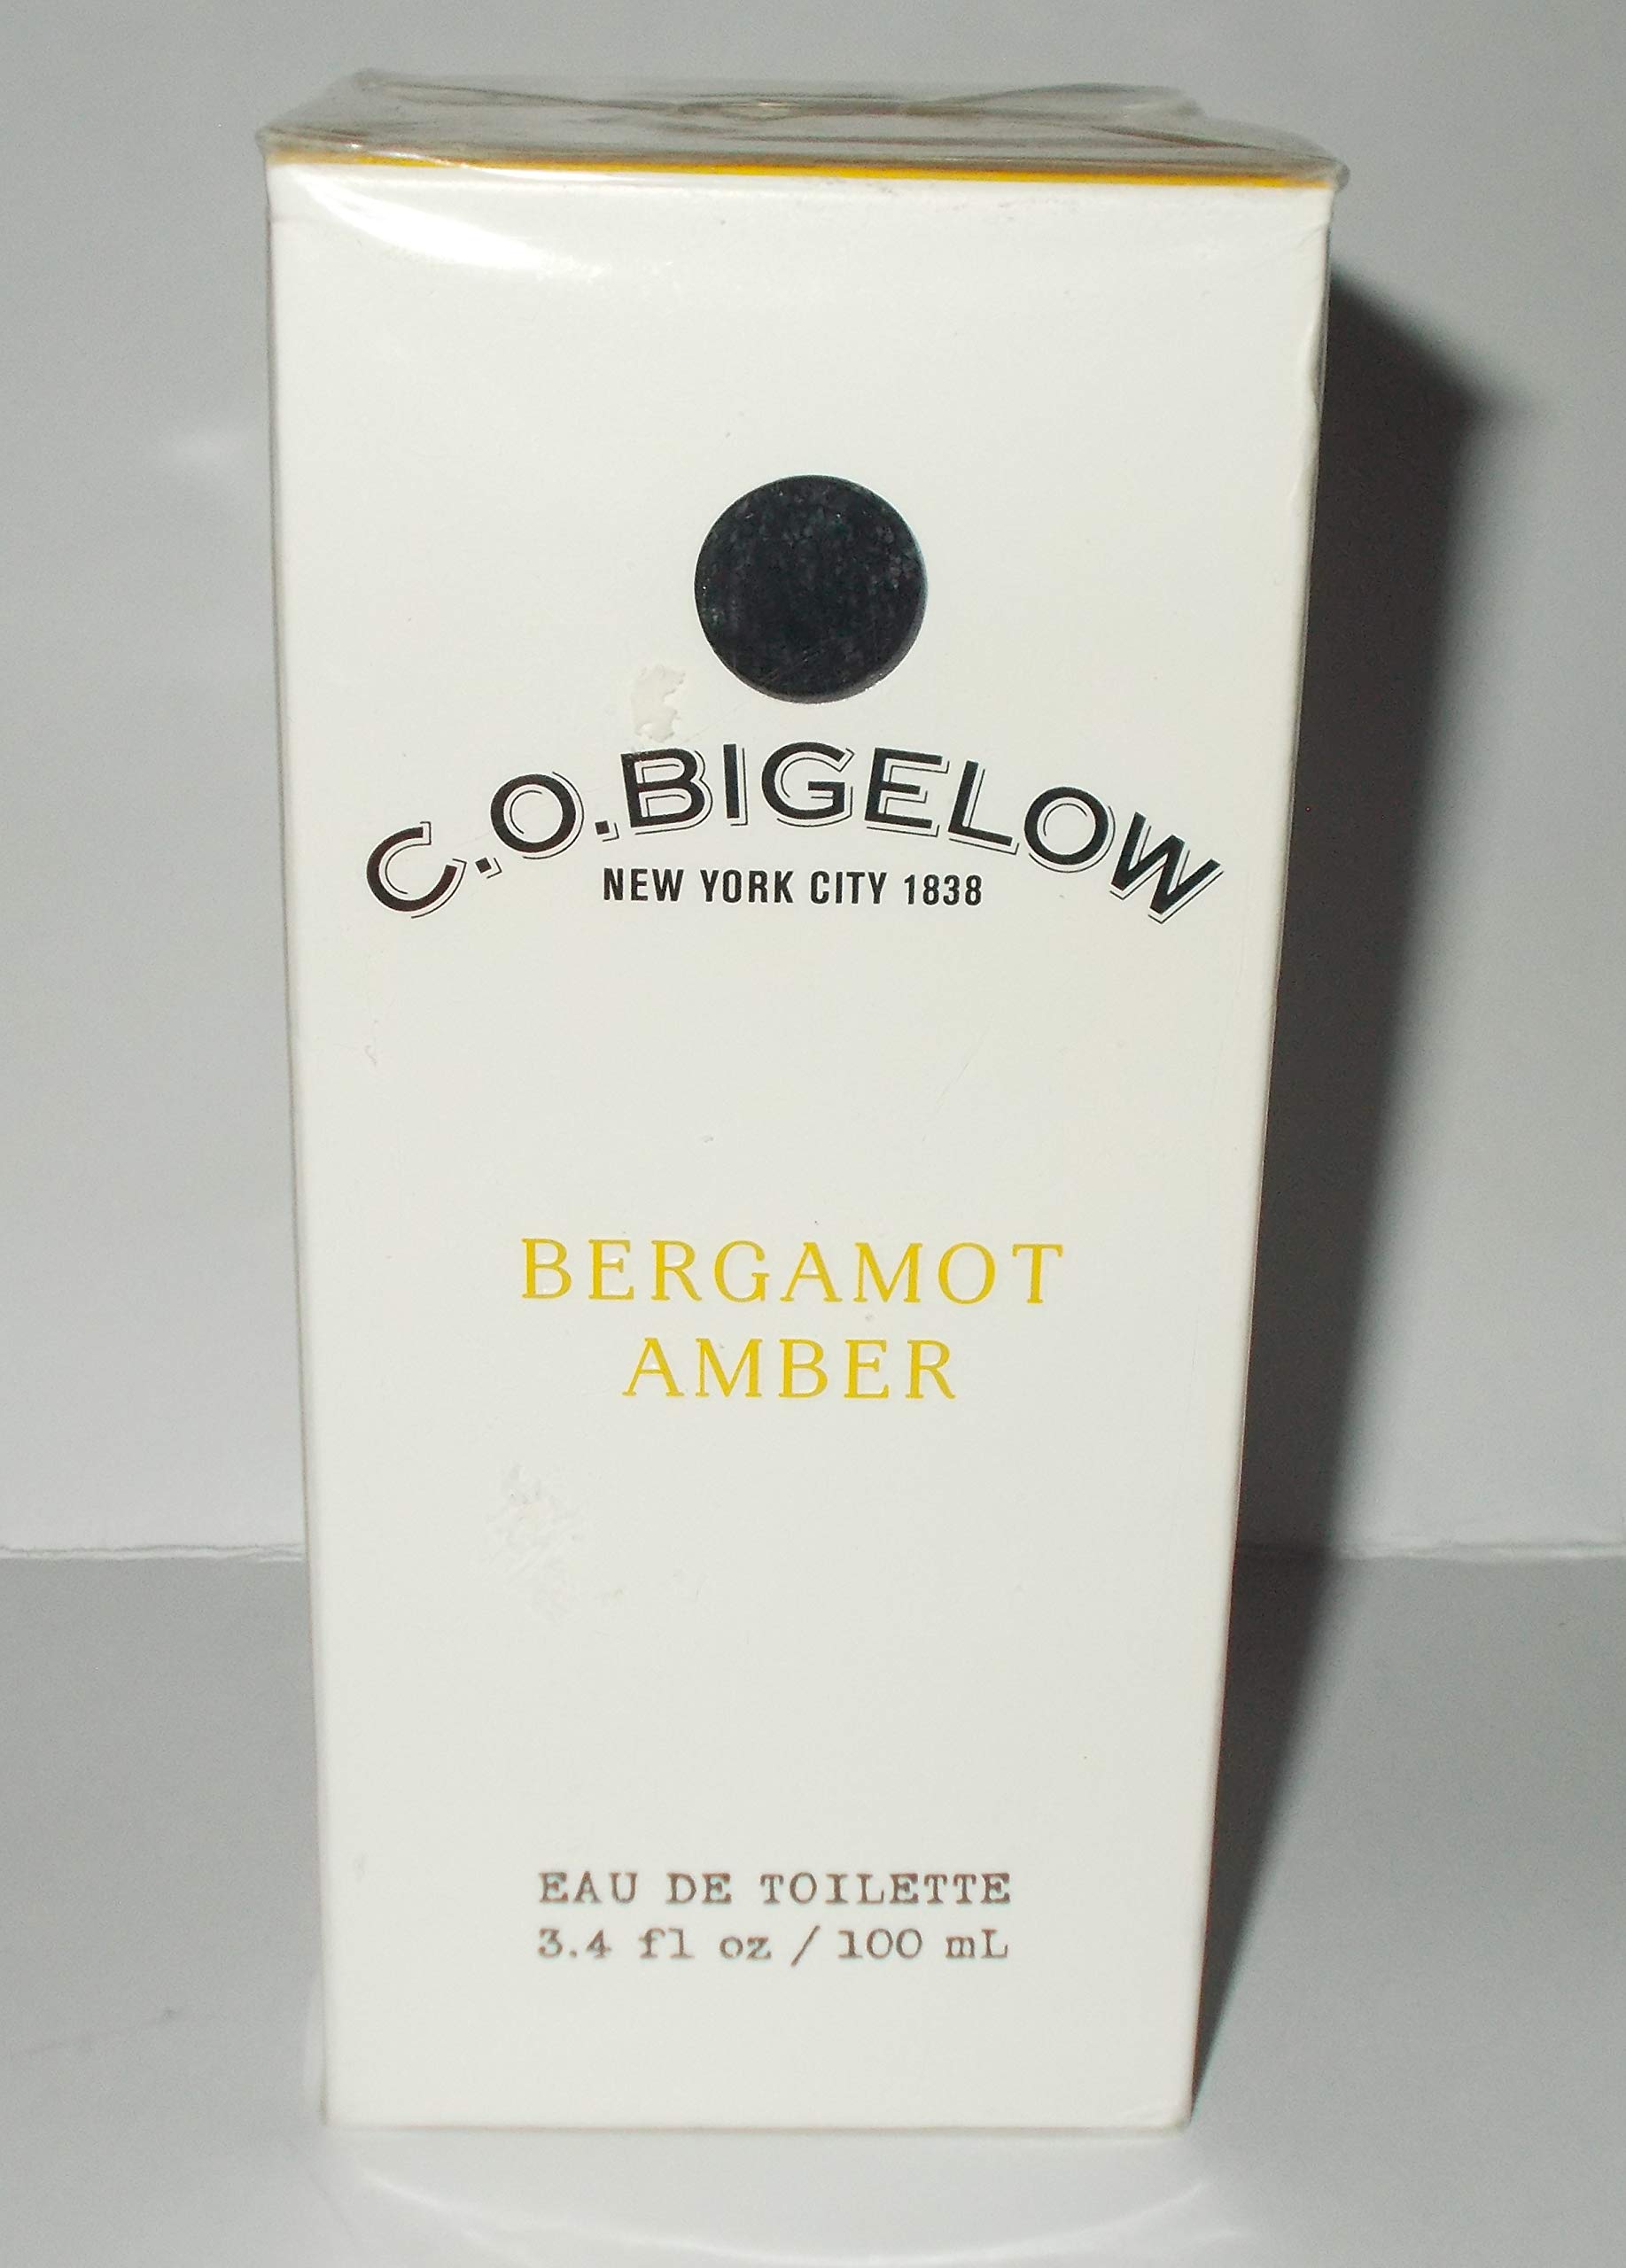 C.O.BIGELOW
NEW YORK CITY 1838
BERGAMOT
AMBER
EAU DE TOILETTE
3.4 fl oz / 100 mL